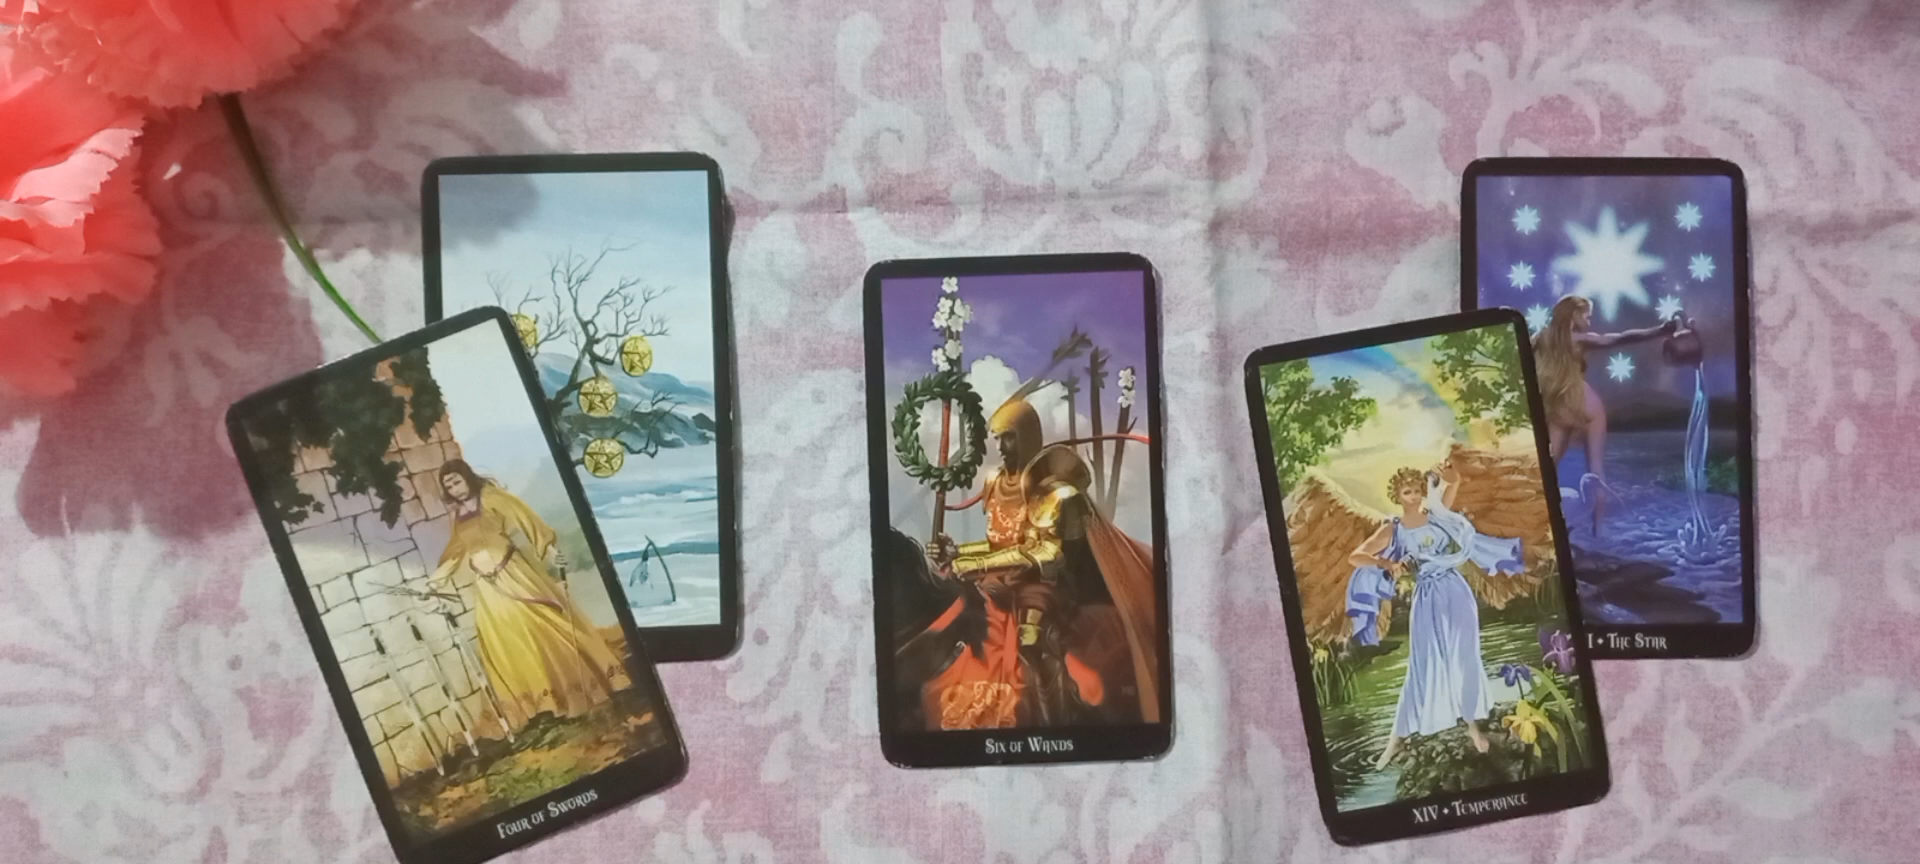 Four of Swords
Six of Wands
XIV • Temperance
I • The Star